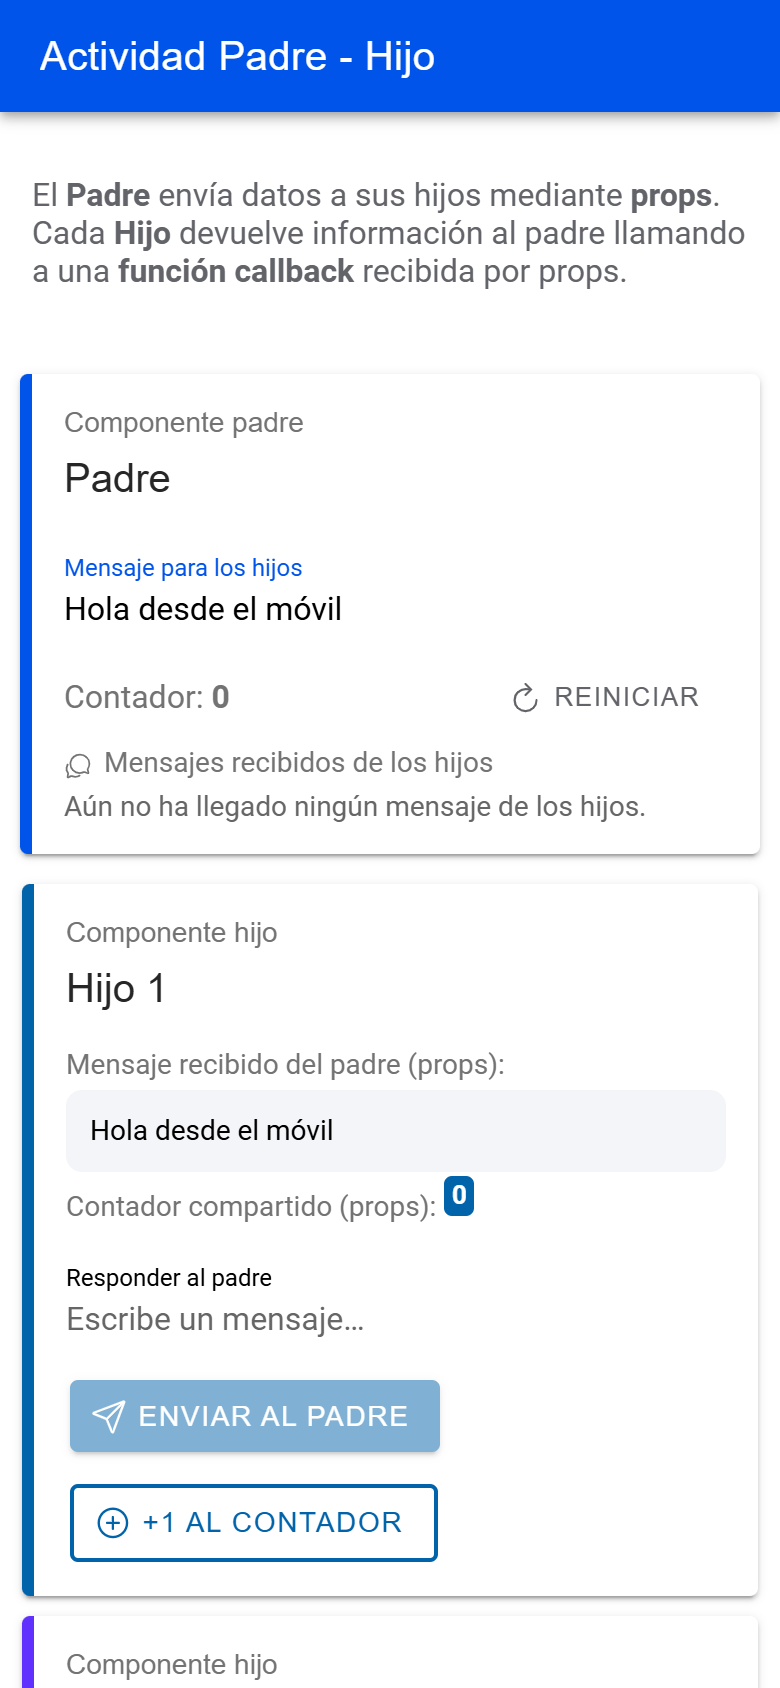 Actividad Padre - Hijo
El Padre envía datos a sus hijos mediante props.
Cada Hijo devuelve información al padre llamando
a una función callback recibida por props.
Componente padre
Padre
Mensaje para los hijos
Hola desde el móvil
Contador: 0
REINICIAR
Mensajes recibidos de los hijos
Aún no ha llegado ningún mensaje de los hijos.
Componente hijo
Hijo 1
Mensaje recibido del padre (props):
Hola desde el móvil
Contador compartido (props): 0
Responder al padre
Escribe un mensaje...
ENVIAR AL PADRE
+1 AL CONTADOR
Componente hijo